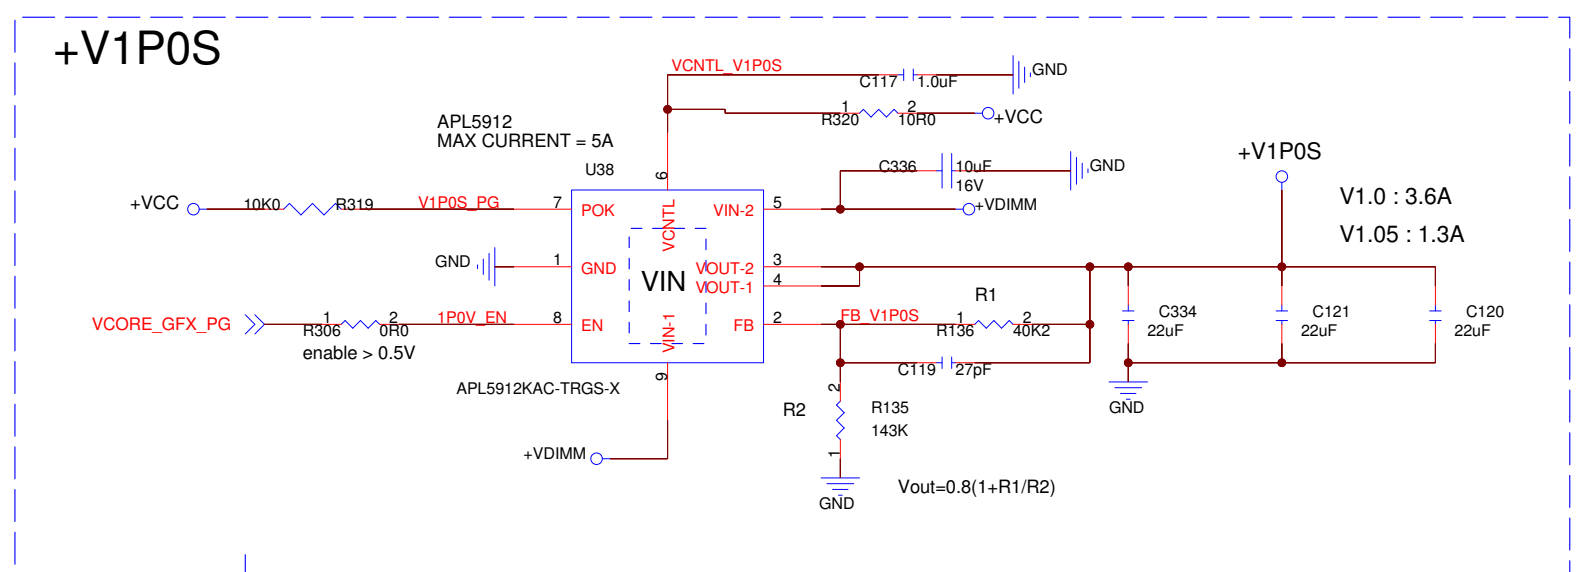 +V1P0S
VCNTL_V1P0S
C117
1.0uF
GND
1
2
R320
10R0
+VCC
APL5912
MAX CURRENT = 5A
U38
6
C336
10uF
16V
GND
+VDIMM
+V1P0S
V1.0 : 3.6A
V1.05 : 1.3A
+VCC
10K0
R319
V1P0S_PG
7
POK
VCNTL
VIN-2
5
GND
1
GND
VIN
VOUT-2
3
VOUT-1
4
VCORE_GFX_PG
1
2
R306
0R0
enable > 0.5V
1P0V_EN
8
EN
VIN-1
FB
2
FB_V1P0S
R1
1
2
R136
40K2
C119
27pF
C334
22uF
C121
22uF
C120
22uF
GND
APL5912KAC-TRGS-X
9
+VDIMM
R2
2
R135
143K
1
GND
Vout=0.8(1+R1/R2)